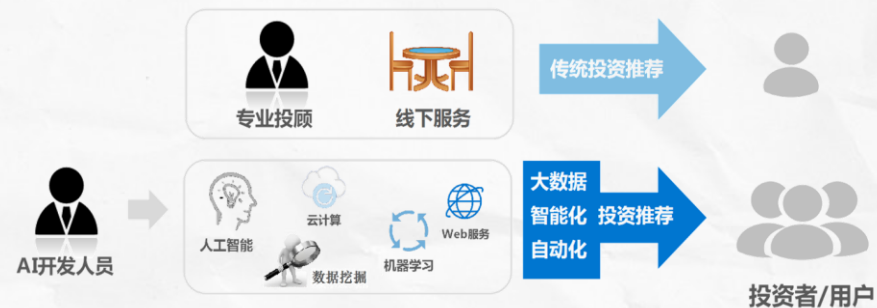 专业投顾
线下服务
传统投资推荐
AI开发人员
人工智能
云计算
数据挖掘
机器学习
Web服务
大数据
智能化 投资推荐
自动化
投资者/用户